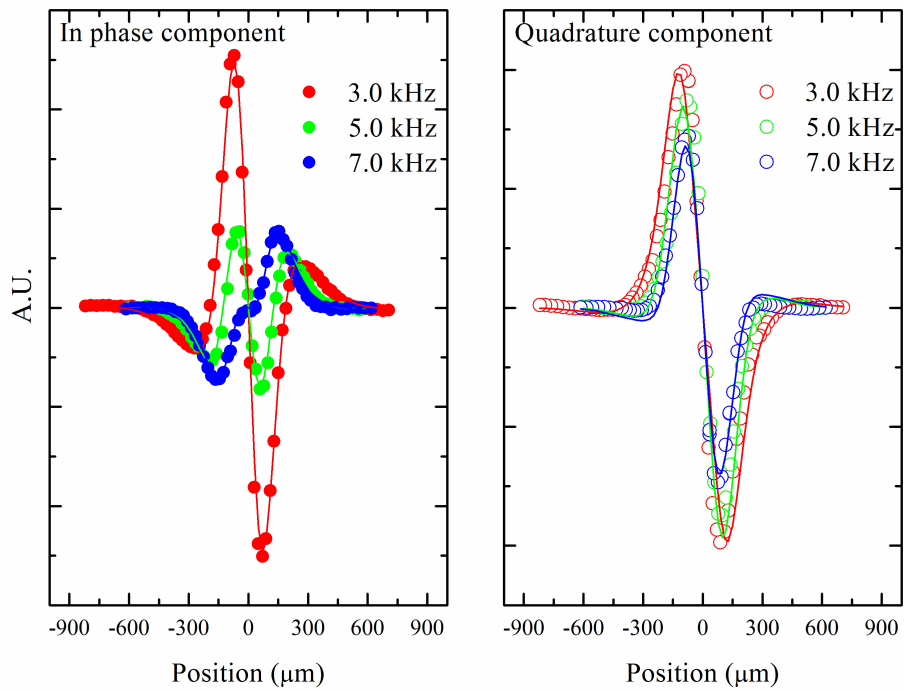 In phase component
3.0 kHz
5.0 kHz
7.0 kHz
A.U.
-900 -600 -300 0 300 600 900
Position (μm)
Quadrature component
3.0 kHz
5.0 kHz
7.0 kHz
-900 -600 -300 0 300 600 900
Position (μm)